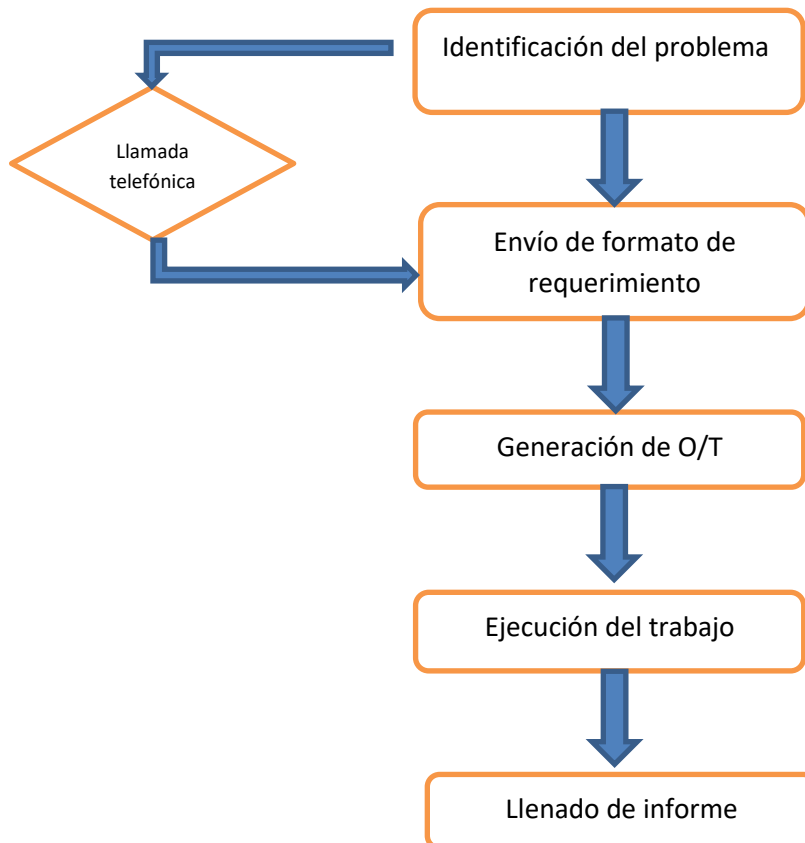 Identificación del problema
Llamada
telefónica
Envío de formato de
requerimiento
Generación de O/T
Ejecución del trabajo
Llenado de informe